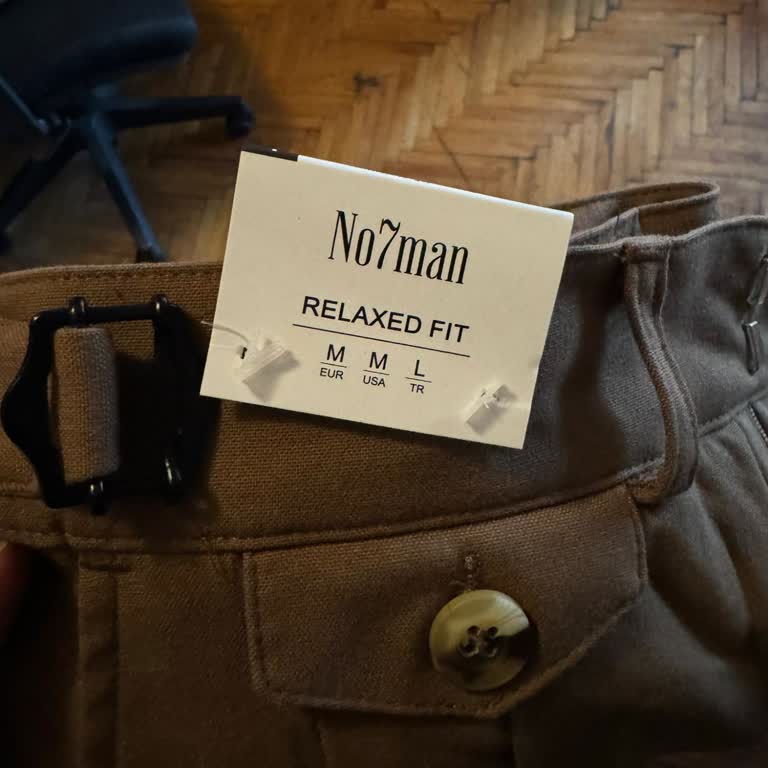 No7man
RELAXED FIT
M M L
EUR USA TR